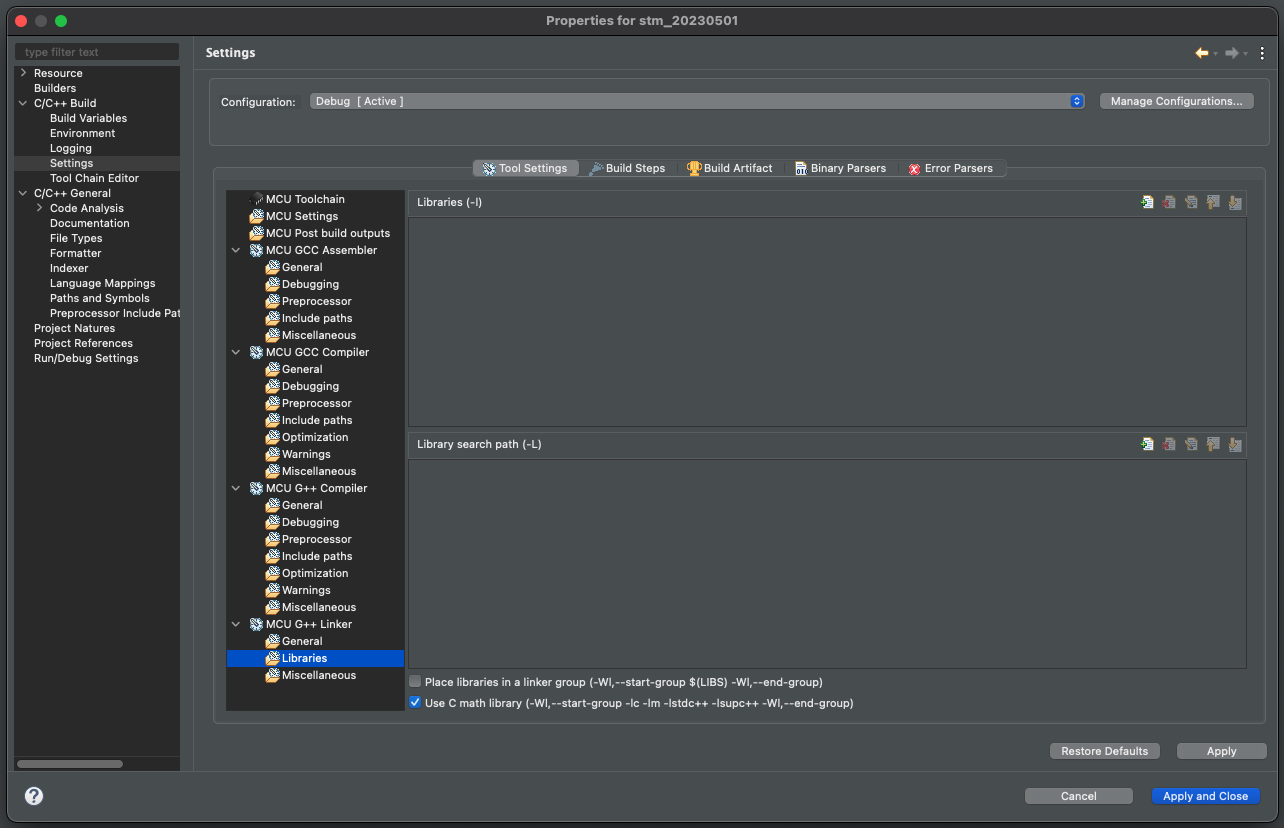 Properties for stm_20230501
type filter text
Resource
Builders
C/C++ Build
Build Variables
Environment
Logging
Settings
Tool Chain Editor
C/C++ General
Code Analysis
Documentation
File Types
Formatter
Indexer
Language Mappings
Paths and Symbols
Preprocessor Include Pat
Project Natures
Project References
Run/Debug Settings
Settings
Configuration: Debug [ Active ] Manage Configurations...
Tool Settings Build Steps Build Artifact Binary Parsers Error Parsers
MCU Toolchain
MCU Settings
MCU Post build outputs
MCU GCC Assembler
General
Debugging
Preprocessor
Include paths
Miscellaneous
MCU GCC Compiler
General
Debugging
Preprocessor
Include paths
Optimization
Warnings
Miscellaneous
MCU G++ Compiler
General
Debugging
Preprocessor
Include paths
Optimization
Warnings
Miscellaneous
MCU G++ Linker
General
Libraries
Miscellaneous
Libraries (-l)
Library search path (-L)
Place libraries in a linker group (-Wl,--start-group $(LIBS) -Wl,--end-group)
Use C math library (-Wl,--start-group -lc -lm -lstdc++ -lsupc++ -Wl,--end-group)
Restore Defaults Apply
? Cancel Apply and Close